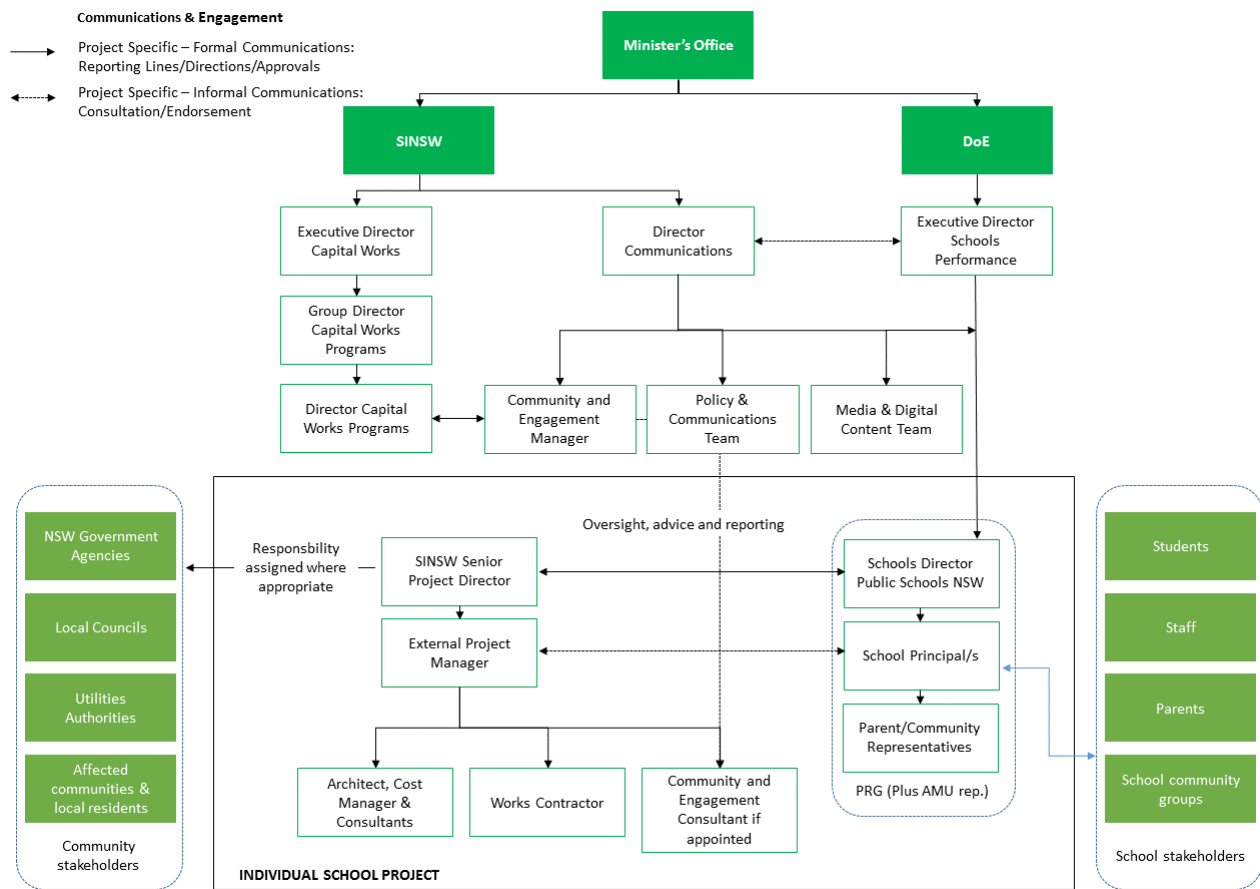 Communications & Engagement
Project Specific – Formal Communications:
Reporting Lines/Directions/Approvals
Project Specific – Informal Communications:
Consultation/Endorsement
Minister's Office
SINSW
DoE
Executive Director
Capital Works
Director
Communications
Executive Director
Schools
Performance
Group Director
Capital Works
Programs
Director Capital
Works Programs
Community and
Engagement
Manager
Policy &
Communications
Team
Media & Digital
Content Team
NSW Government
Agencies
Local Councils
Utilities
Authorities
Affected
communities &
local residents
Community
stakeholders
Responsbility
assigned where
appropriate
Oversight, advice and reporting
SINSW Senior
Project Director
External Project
Manager
Architect, Cost
Manager &
Consultants
Works Contractor
Community and
Engagement
Consultant if
appointed
Schools Director
Public Schools NSW
School Principal/s
Parent/Community
Representatives
PRG (Plus AMU rep.)
INDIVIDUAL SCHOOL PROJECT
Students
Staff
Parents
School community
groups
School stakeholders